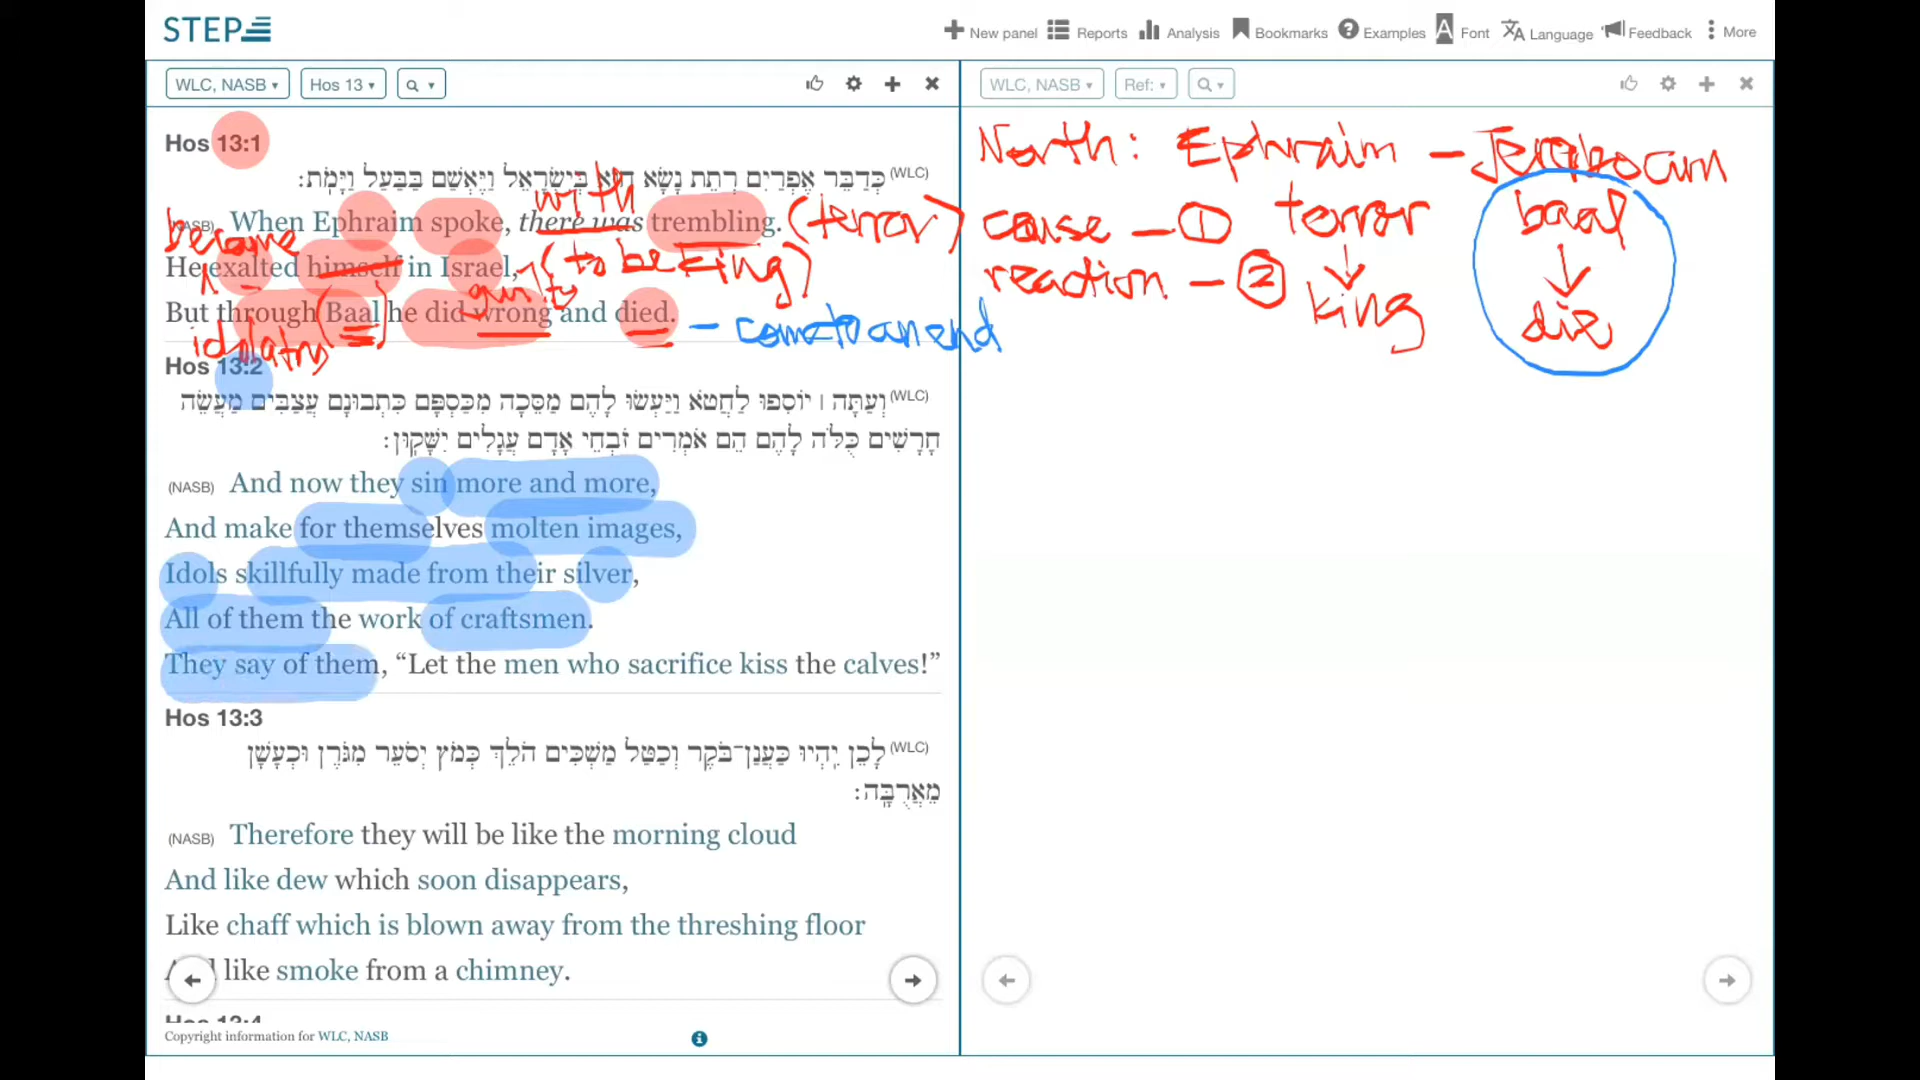 STEP
New panel Reports Analysis Bookmarks Examples Font Language Feedback More
WLC, NASB Hos 13
WLC, NASB Ref:
Hos 13:1
(WLC) כְּדַבֵּר אֶפְרַיִם רְתֵת נָשָׂא הוּא בְּיִשְׂרָאֵל וַיֶּאְשַׁם בַּבַּעַל וַיָּמֹת׃
with
(NASB) When Ephraim spoke, there was trembling. (terror)
became
He exalted himself in Israel, (to be king)
guilty
But through Baal he did wrong and died. – come to an end
idolatry
Hos 13:2
(WLC) וְעַתָּה ׀ יוֹסִפוּ לַחֲטֹא וַיַּעְשׂוּ לָהֶם מַסֵּכָה מִכַּסְפָּם כִּתְבוּנָם עֲצַבִּים מַעֲשֵׂה
חָרָשִׁים כֻּלֹּה לָהֶם הֵם אֹמְרִים זֹבְחֵי אָדָם עֲגָלִים יִשָּׁקוּן׃
(NASB) And now they sin more and more,
And make for themselves molten images,
Idols skillfully made from their silver,
All of them the work of craftsmen.
They say of them, “Let the men who sacrifice kiss the calves!”
Hos 13:3
(WLC) לָכֵן יִהְיוּ כַּעֲנַן־בֹּקֶר וְכַטַּל מַשְׁכִּים הֹלֵךְ כְּמֹץ יְסֹעֵר מִגֹּרֶן וּכְעָשָׁן
מֵאֲרֻבָּה׃
(NASB) Therefore they will be like the morning cloud
And like dew which soon disappears,
Like chaff which is blown away from the threshing floor
And like smoke from a chimney.
Hos 13:4
Copyright information for WLC, NASB
North: Ephraim – Jeroboam
cause – ① terror baal
reaction – ② king die